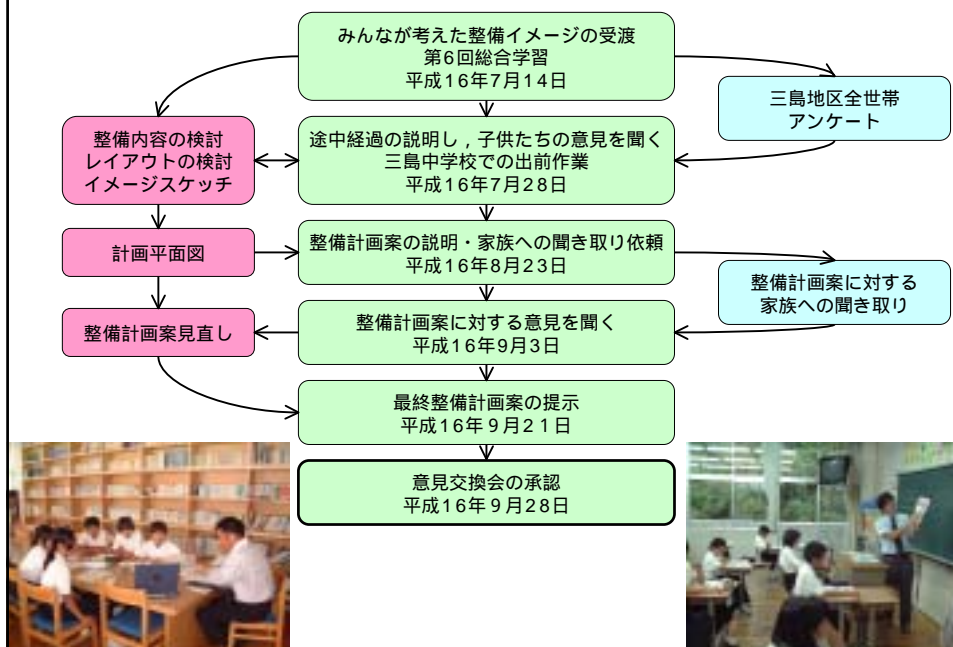 みんなが考えた整備イメージの受渡
第6回総合学習
平成16年7月14日
三島地区全世帯
アンケート
整備内容の検討
レイアウトの検討
イメージスケッチ
途中経過の説明し，子供たちの意見を聞く
三島中学校での出前作業
平成16年7月28日
計画平面図
整備計画案の説明・家族への聞き取り依頼
平成16年8月23日
整備計画案に対する
家族への聞き取り
整備計画案見直し
整備計画案に対する意見を聞く
平成16年9月3日
最終整備計画案の提示
平成16年9月21日
意見交換会の承認
平成16年9月28日